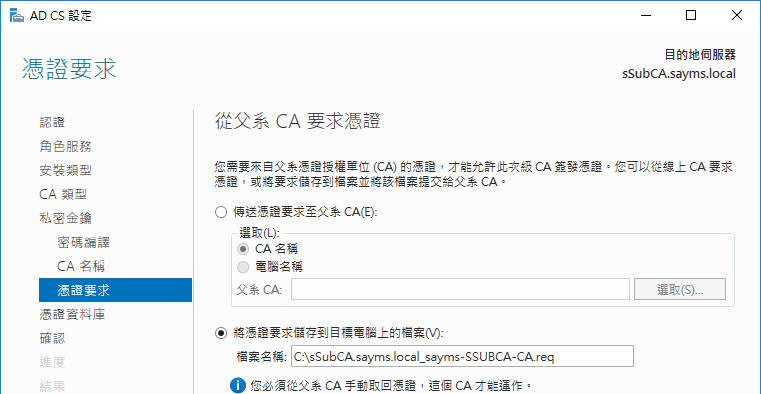 AD CS 設定
目的地伺服器
sSubCA.sayms.local
憑證要求
認證
角色服務
安裝類型
CA 類型
私密金鑰
密碼編譯
CA 名稱
憑證要求
憑證資料庫
確認
進度
結果
從父系 CA 要求憑證
您需要來自父系憑證授權單位 (CA) 的憑證，才能允許此次級 CA 簽發憑證。您可以從線上 CA 要求
憑證，或將要求儲存到檔案並將該檔案提交給父系 CA。
傳送憑證要求至父系 CA(E):
選取(L):
CA 名稱
電腦名稱
父系 CA:
選取(S)...
將憑證要求儲存到目標電腦上的檔案(V):
檔案名稱: C:\sSubCA.sayms.local_sayms-SSUBCA-CA.req
您必須從父系 CA 手動取回憑證，這個 CA 才能運作。